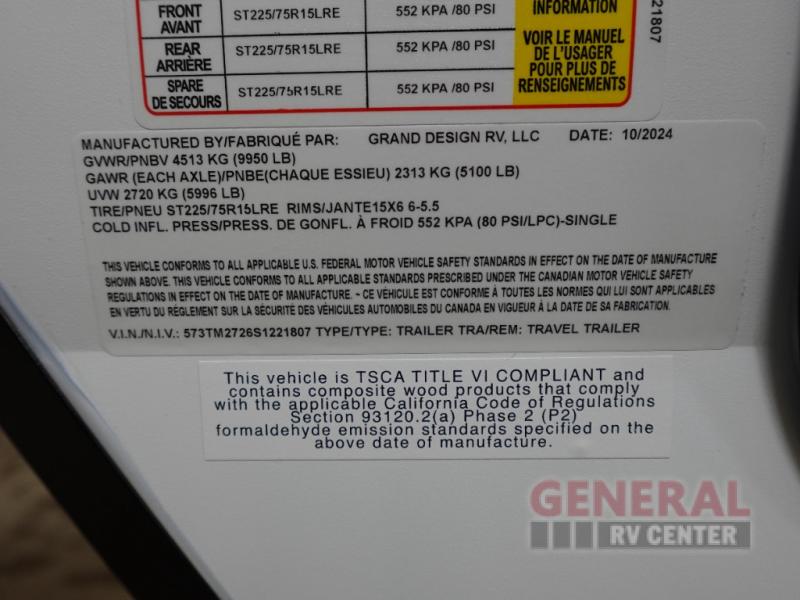 FRONT
AVANT
ST225/75R15LRE
552 KPA /80 PSI
REAR
ARRIÈRE
ST225/75R15LRE
552 KPA /80 PSI
SPARE
DE SECOURS
ST225/75R15LRE
552 KPA /80 PSI
INFORMATION
VOIR LE MANUEL
DE L'USAGER
POUR PLUS DE
RENSEIGNEMENTS
21807
MANUFACTURED BY/FABRIQUÉ PAR: GRAND DESIGN RV, LLC DATE: 10/2024
GVWR/PNBV 4513 KG (9950 LB)
GAWR (EACH AXLE)/PNBE(CHAQUE ESSIEU) 2313 KG (5100 LB)
UVW 2720 KG (5996 LB)
TIRE/PNEU ST225/75R15LRE RIMS/JANTE15X6 6-5.5
COLD INFL. PRESS/PRESS. DE GONFL. À FROID 552 KPA (80 PSI/LPC)-SINGLE
THIS VEHICLE CONFORMS TO ALL APPLICABLE U.S. FEDERAL MOTOR VEHICLE SAFETY STANDARDS IN EFFECT ON THE DATE OF MANUFACTURE
SHOWN ABOVE. THIS VEHICLE CONFORMS TO ALL APPLICABLE STANDARDS PRESCRIBED UNDER THE CANADIAN MOTOR VEHICLE SAFETY
REGULATIONS IN EFFECT ON THE DATE OF MANUFACTURE. - CE VÉHICULE EST CONFORME À TOUTES LES NORMES QUI LUI SONT APPLICABLES
EN VERTU DU RÈGLEMENT SUR LA SÉCURITÉ DES VÉHICULES AUTOMOBILES DU CANADA EN VIGUEUR À LA DATE DE SA FABRICATION.
V.I.N./N.I.V.: 573TM2726S1221807 TYPE/TYPE: TRAILER TRA/REM: TRAVEL TRAILER
This vehicle is TSCA TITLE VI COMPLIANT and
contains composite wood products that comply
with the applicable California Code of Regulations
Section 93120.2(a) Phase 2 (P2)
formaldehyde emission standards specified on the
above date of manufacture.
GENERAL
RV CENTER